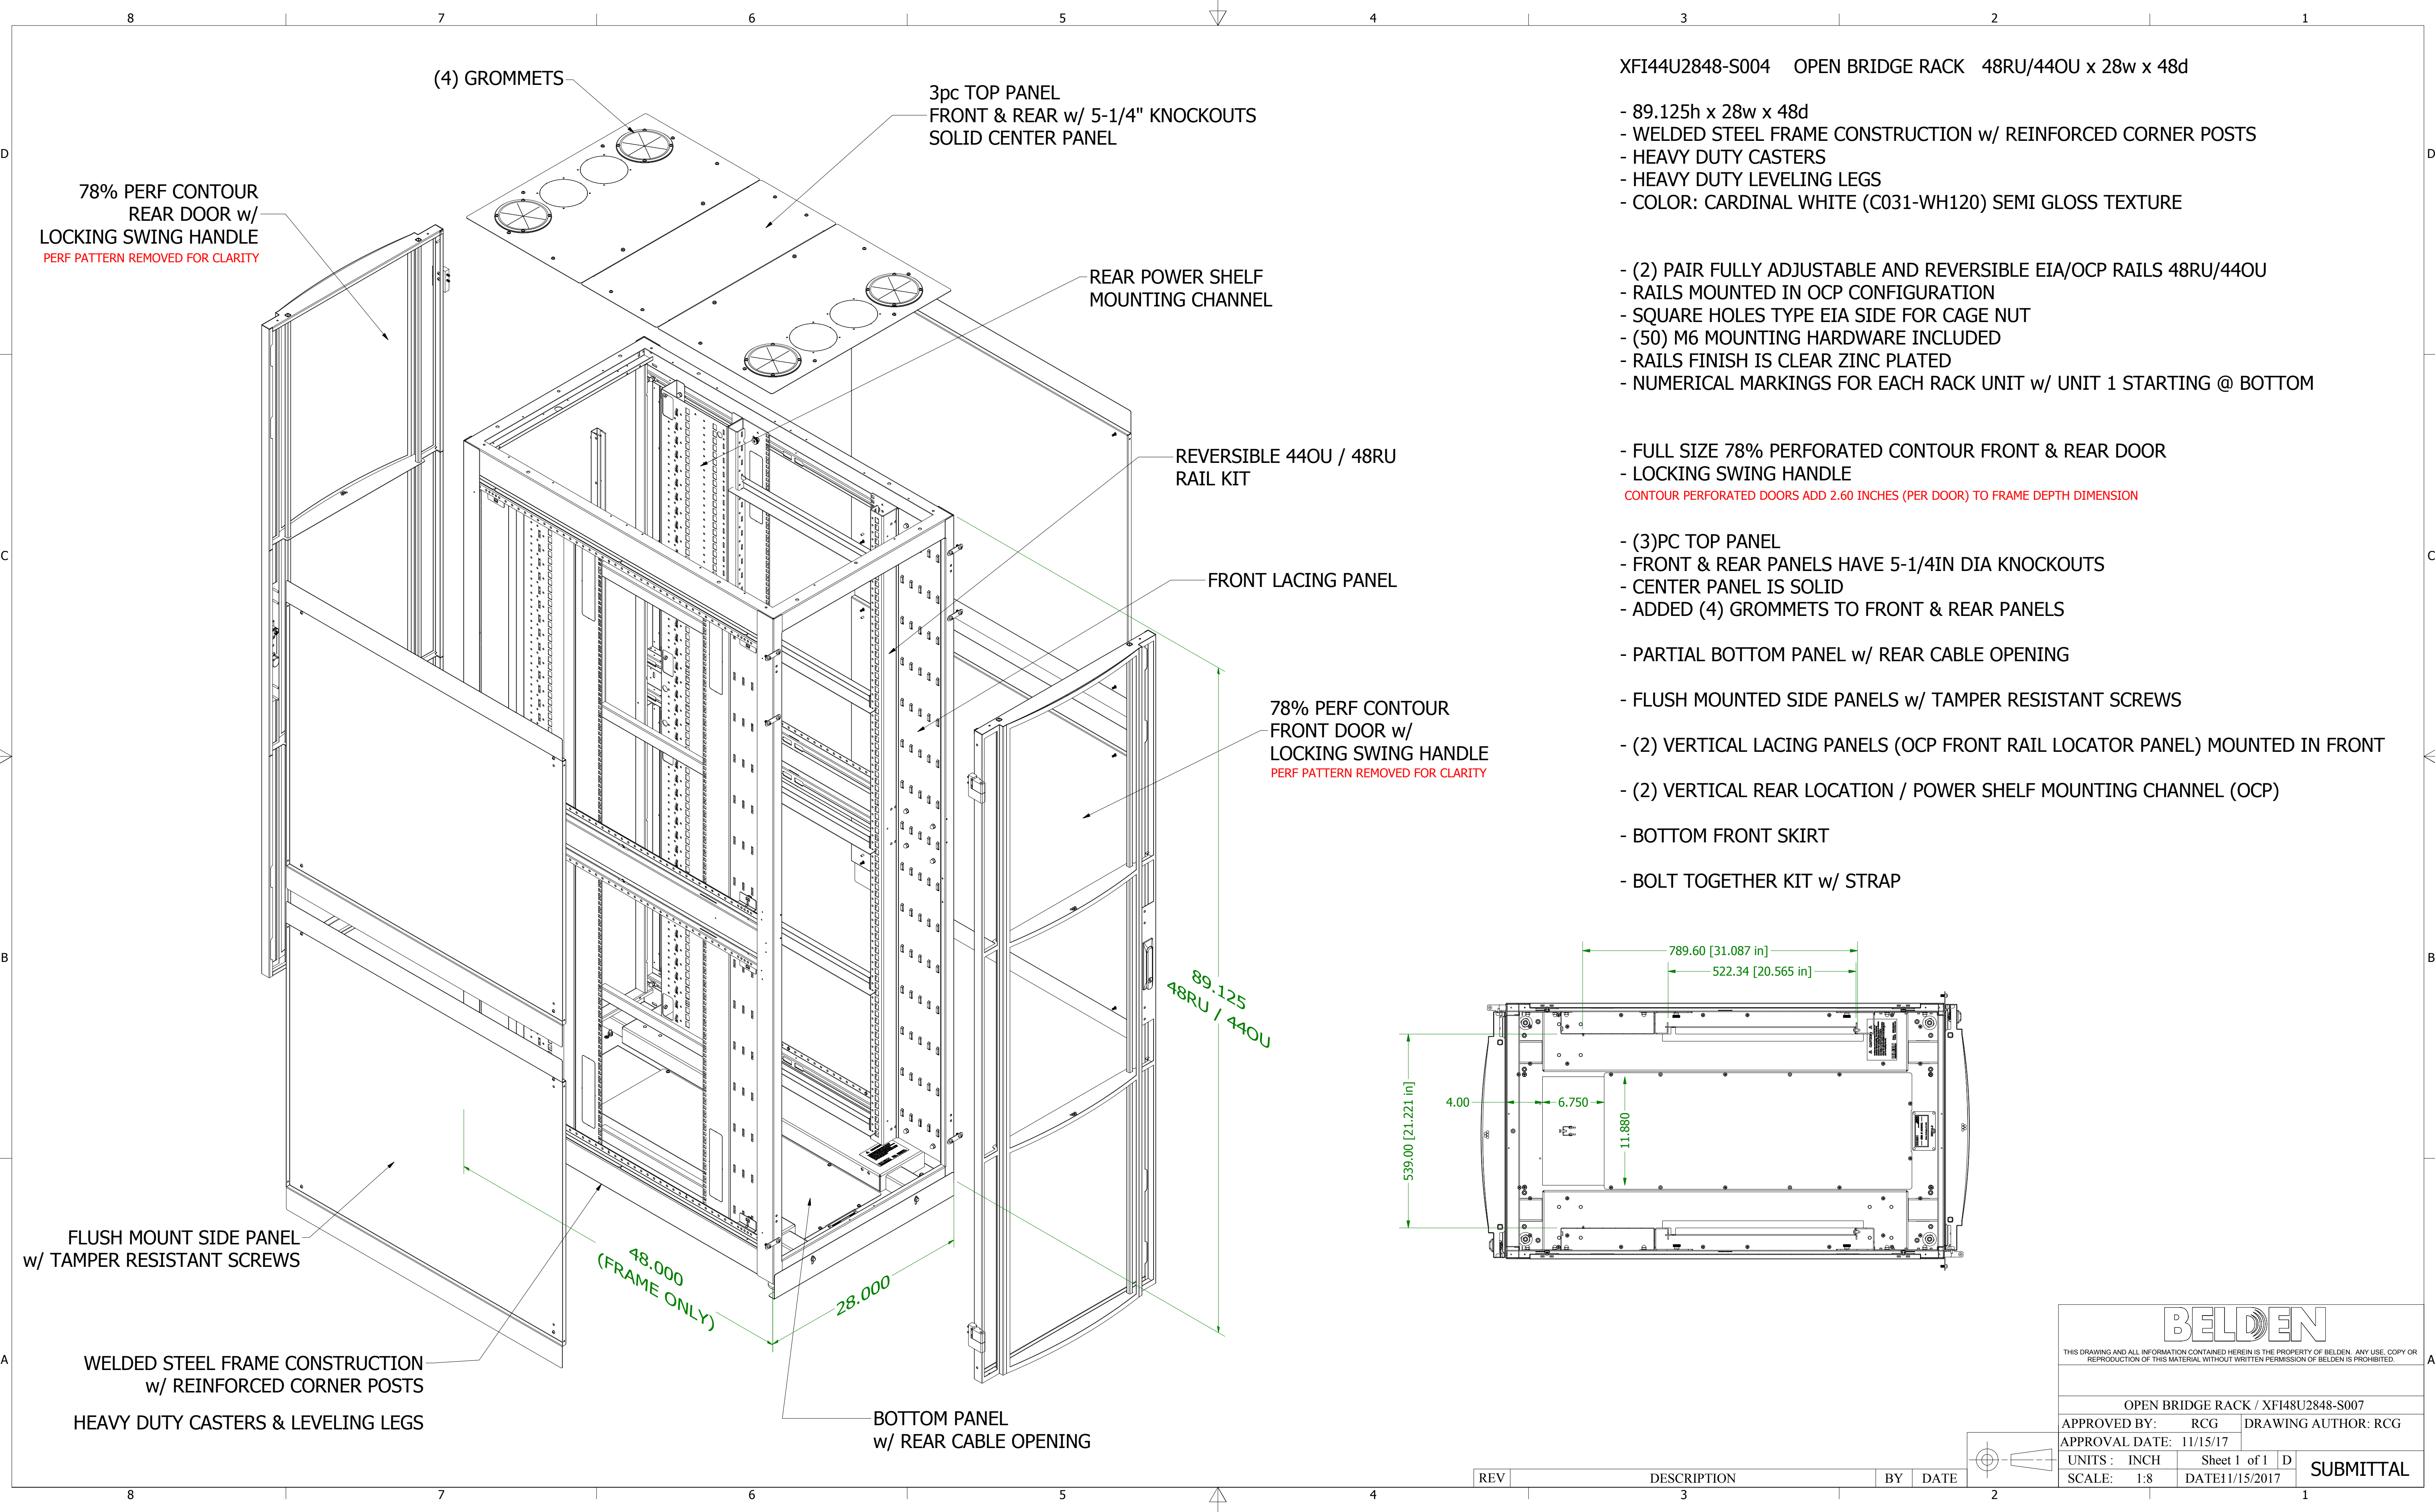 8 7 6 5 4 3 2 1
D
C
B
A
(4) GROMMETS
3pc TOP PANEL
FRONT & REAR w/ 5-1/4" KNOCKOUTS
SOLID CENTER PANEL
78% PERF CONTOUR
REAR DOOR w/
LOCKING SWING HANDLE
PERF PATTERN REMOVED FOR CLARITY
REAR POWER SHELF
MOUNTING CHANNEL
REVERSIBLE 44OU / 48RU
RAIL KIT
FRONT LACING PANEL
78% PERF CONTOUR
FRONT DOOR w/
LOCKING SWING HANDLE
PERF PATTERN REMOVED FOR CLARITY
89.125
48RU / 44OU
48.000
(FRAME ONLY)
28.000
FLUSH MOUNT SIDE PANEL
w/ TAMPER RESISTANT SCREWS
WELDED STEEL FRAME CONSTRUCTION
w/ REINFORCED CORNER POSTS
HEAVY DUTY CASTERS & LEVELING LEGS
BOTTOM PANEL
w/ REAR CABLE OPENING
XFI44U2848-S004 OPEN BRIDGE RACK 48RU/44OU x 28w x 48d
- 89.125h x 28w x 48d
- WELDED STEEL FRAME CONSTRUCTION w/ REINFORCED CORNER POSTS
- HEAVY DUTY CASTERS
- HEAVY DUTY LEVELING LEGS
- COLOR: CARDINAL WHITE (C031-WH120) SEMI GLOSS TEXTURE
- (2) PAIR FULLY ADJUSTABLE AND REVERSIBLE EIA/OCP RAILS 48RU/44OU
- RAILS MOUNTED IN OCP CONFIGURATION
- SQUARE HOLES TYPE EIA SIDE FOR CAGE NUT
- (50) M6 MOUNTING HARDWARE INCLUDED
- RAILS FINISH IS CLEAR ZINC PLATED
- NUMERICAL MARKINGS FOR EACH RACK UNIT w/ UNIT 1 STARTING @ BOTTOM
- FULL SIZE 78% PERFORATED CONTOUR FRONT & REAR DOOR
- LOCKING SWING HANDLE
CONTOUR PERFORATED DOORS ADD 2.60 INCHES (PER DOOR) TO FRAME DEPTH DIMENSION
- (3)PC TOP PANEL
- FRONT & REAR PANELS HAVE 5-1/4IN DIA KNOCKOUTS
- CENTER PANEL IS SOLID
- ADDED (4) GROMMETS TO FRONT & REAR PANELS
- PARTIAL BOTTOM PANEL w/ REAR CABLE OPENING
- FLUSH MOUNTED SIDE PANELS w/ TAMPER RESISTANT SCREWS
- (2) VERTICAL LACING PANELS (OCP FRONT RAIL LOCATOR PANEL) MOUNTED IN FRONT
- (2) VERTICAL REAR LOCATION / POWER SHELF MOUNTING CHANNEL (OCP)
- BOTTOM FRONT SKIRT
- BOLT TOGETHER KIT w/ STRAP
789.60 [31.087 in]
522.34 [20.565 in]
539.00 [21.221 in]
4.00
6.750
11.880
BELDEN
THIS DRAWING AND ALL INFORMATION CONTAINED HEREIN IS THE PROPERTY OF BELDEN. ANY USE, COPY OR
REPRODUCTION OF THIS MATERIAL WITHOUT WRITTEN PERMISSION OF BELDEN IS PROHIBITED.
OPEN BRIDGE RACK / XFI48U2848-S007
APPROVED BY: RCG DRAWING AUTHOR: RCG
APPROVAL DATE: 11/15/17
UNITS : INCH Sheet 1 of 1 D
SCALE: 1:8 DATE:11/15/2017
SUBMITTAL
REV DESCRIPTION BY DATE
D
C
B
A
8 7 6 5 4 3 2 1